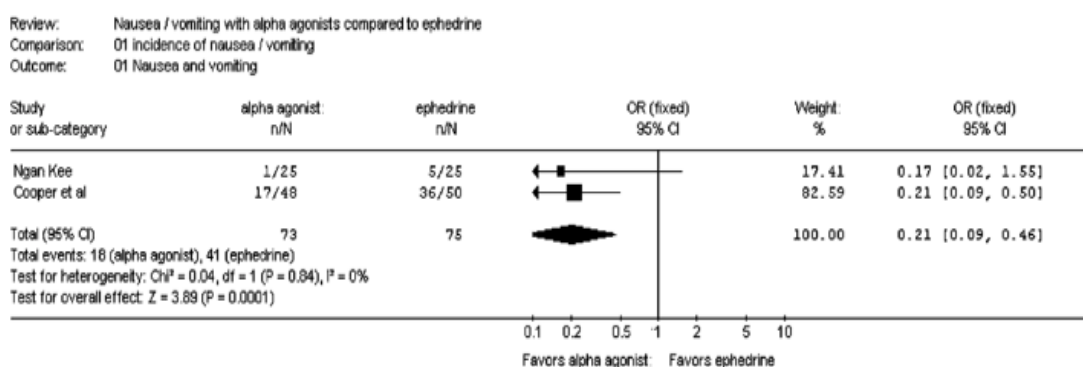 Review: Nausea / vomiting with alpha agonists compared to ephedrine
Comparison: 01 incidence of nausea / vomiting
Outcome: 01 Nausea and vomiting
Study alpha agonist: ephedrine OR (fixed) Weight: OR (fixed)
or sub-category n/N n/N 95% CI % 95% CI
Ngan Kee 1/25 5/25 17.41 0.17 [0.02, 1.55]
Cooper et al 17/48 36/50 82.59 0.21 [0.09, 0.50]
Total (95% CI) 73 75 100.00 0.21 [0.09, 0.46]
Total events: 18 (alpha agonist), 41 (ephedrine)
Test for heterogeneity: Chi² = 0.04, df = 1 (P = 0.84), I² = 0%
Test for overall effect: Z = 3.89 (P = 0.0001)
0.1 0.2 0.5 1 2 5 10
Favors alpha agonist: Favors ephedrine